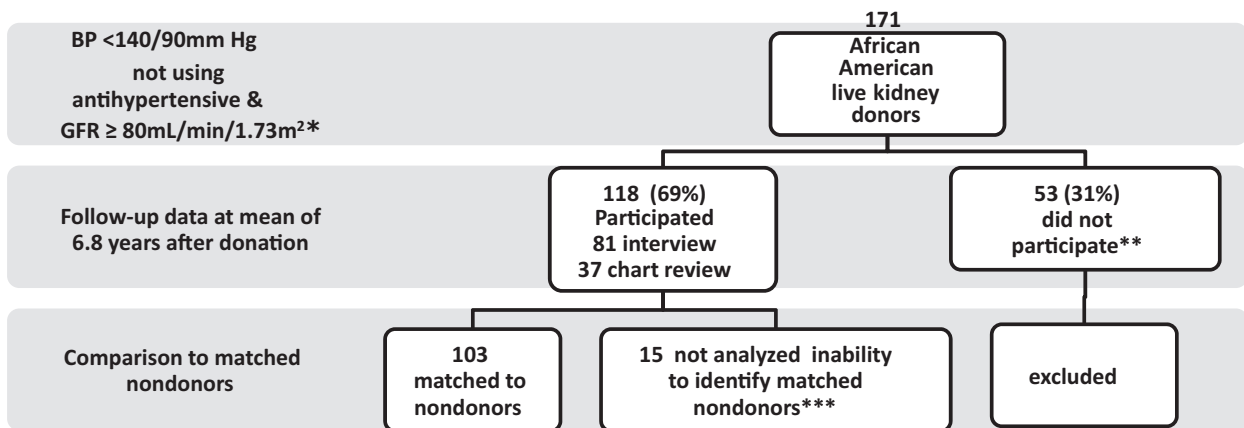 BP <140/90mm Hg
not using
antihypertensive &
GFR ≥ 80mL/min/1.73m²*
171
African
American
live kidney
donors
Follow-up data at mean of
6.8 years after donation
118 (69%)
Participated
81 interview
37 chart review
53 (31%)
did not
participate**
Comparison to matched
nondonors
103
matched to
nondonors
15 not analyzed inability
to identify matched
nondonors***
excluded